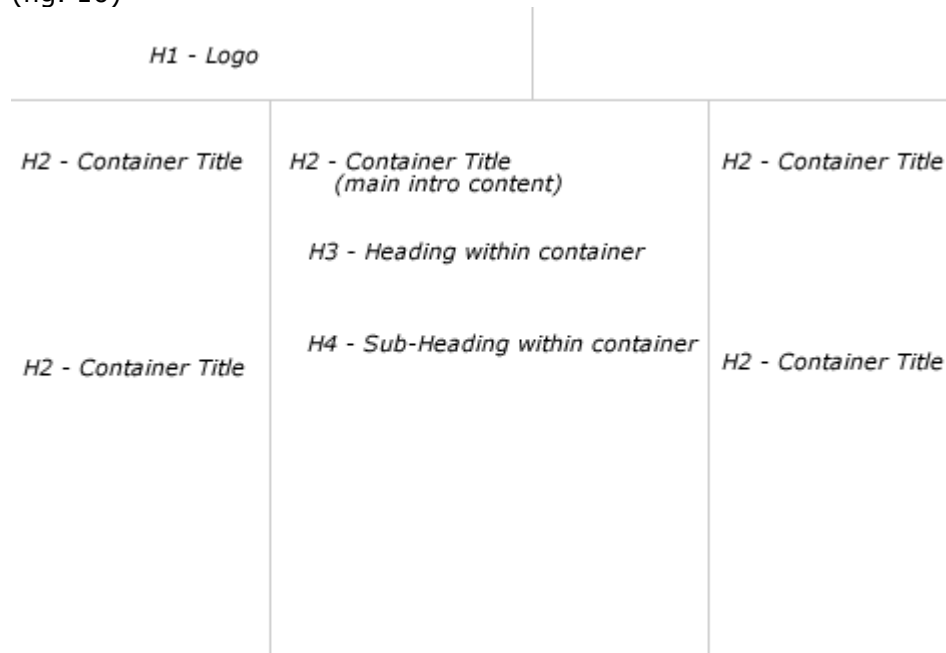 H1 - Logo
H2 - Container Title
H2 - Container Title
H2 - Container Title
(main intro content)
H3 - Heading within container
H4 - Sub-Heading within container
H2 - Container Title
H2 - Container Title